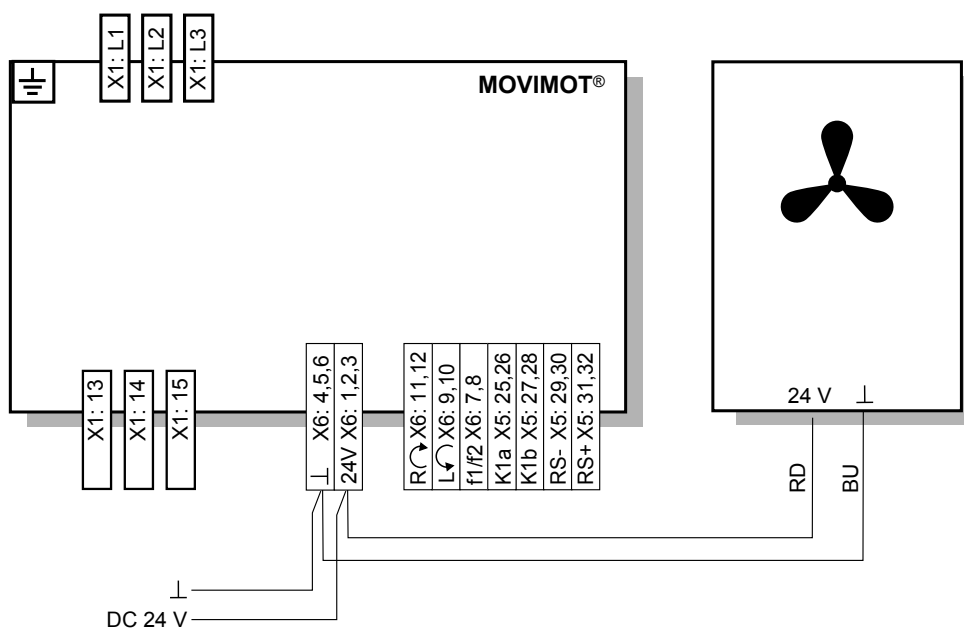 X1: L1
X1: L2
X1: L3
MOVIMOT®
X1: 13
X1: 14
X1: 15
⊥ X6: 4,5,6
24V X6: 1,2,3
R X6: 11,12
L X6: 9,10
f1/f2 X6: 7,8
K1a X5: 25,26
K1b X5: 27,28
RS- X5: 29,30
RS+ X5: 31,32
24 V ⊥
RD
BU
⊥
DC 24 V